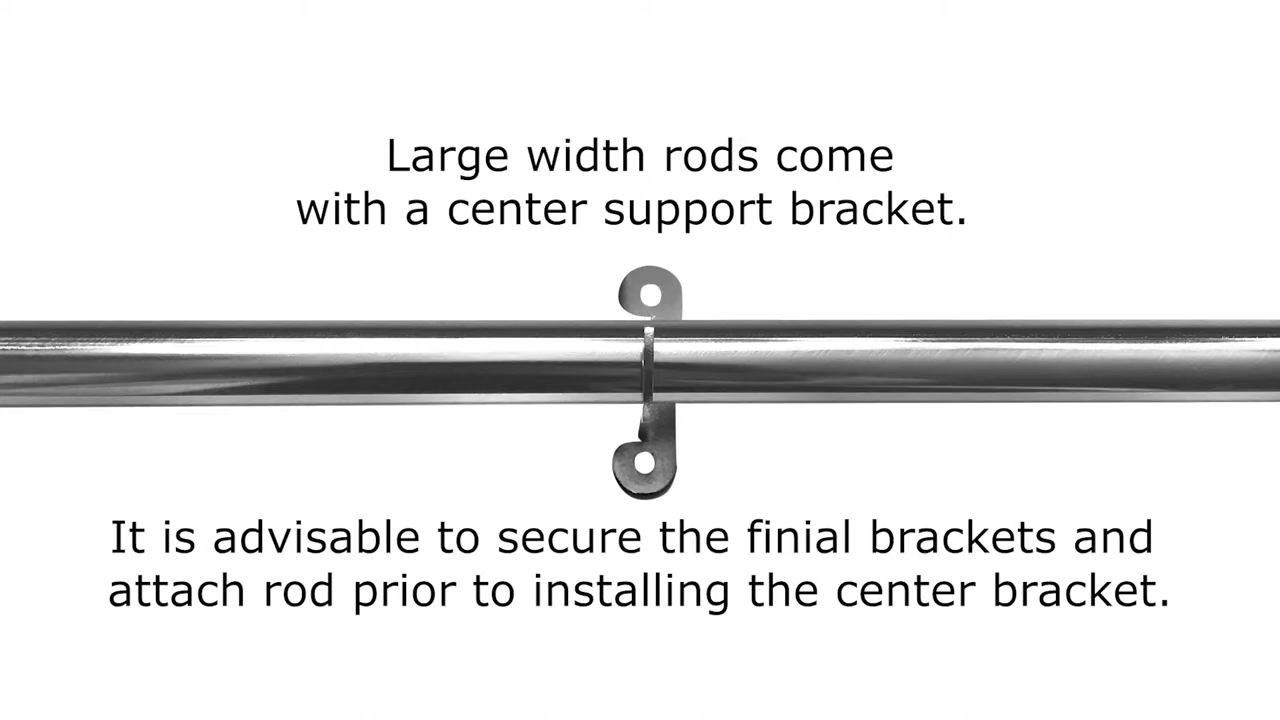 Large width rods come
with a center support bracket.
It is advisable to secure the finial brackets and
attach rod prior to installing the center bracket.